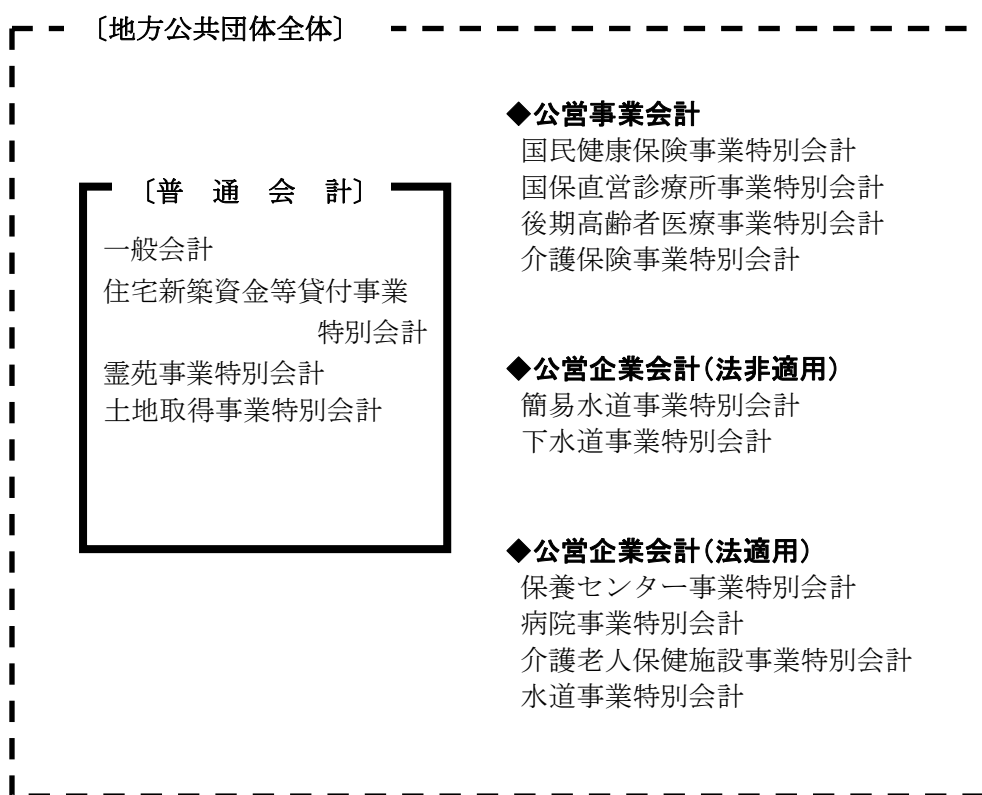 〔地方公共団体全体〕
〔普　通　会　計〕
一般会計
住宅新築資金等貸付事業
特別会計
霊苑事業特別会計
土地取得事業特別会計
◆公営事業会計
国民健康保険事業特別会計
国保直営診療所事業特別会計
後期高齢者医療事業特別会計
介護保険事業特別会計
◆公営企業会計（法非適用）
簡易水道事業特別会計
下水道事業特別会計
◆公営企業会計（法適用）
保養センター事業特別会計
病院事業特別会計
介護老人保健施設事業特別会計
水道事業特別会計